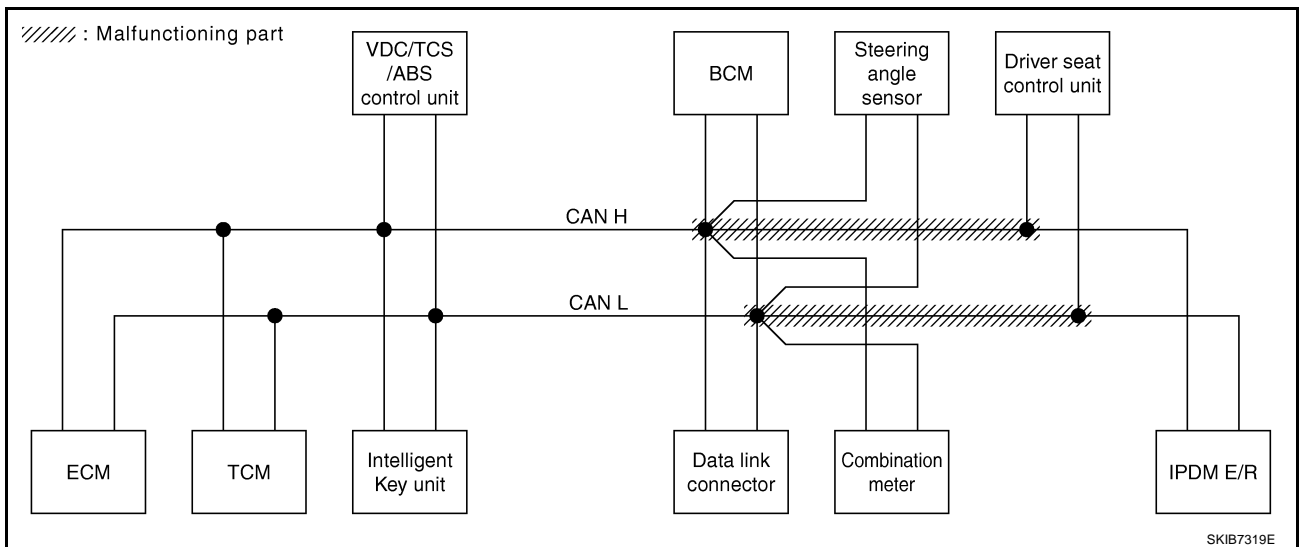 : Malfunctioning part
VDC/TCS
/ABS
control unit
BCM
Steering
angle
sensor
Driver seat
control unit
CAN H
CAN L
ECM
TCM
Intelligent
Key unit
Data link
connector
Combination
meter
IPDM E/R
SKIB7319E